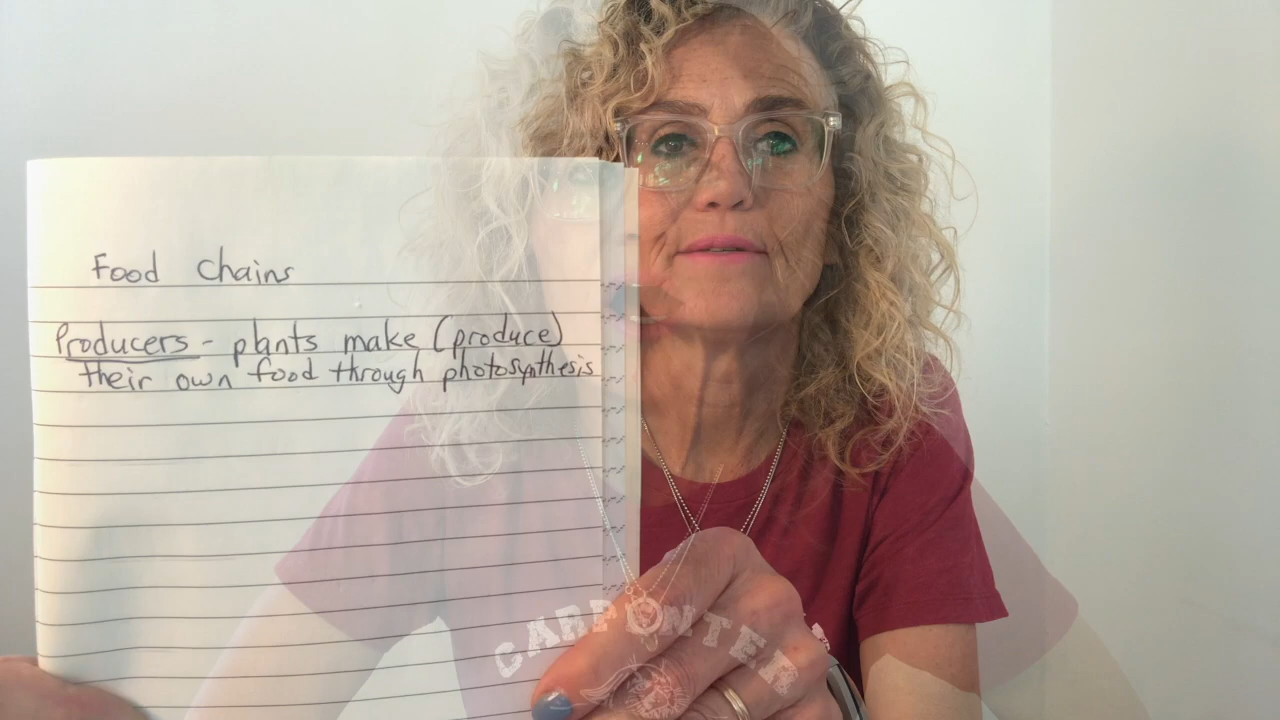 Food Chains
Producers - plants make (produce)
their own food through photosynthesis
CARPONTER